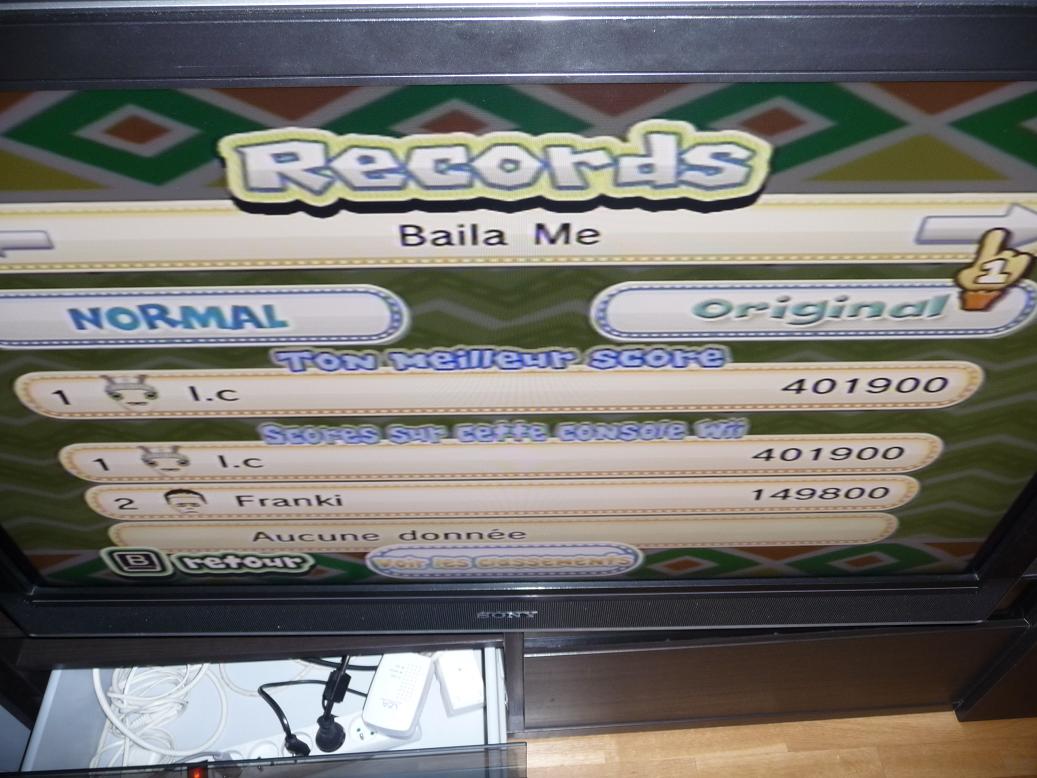 Records
Baila Me
NORMAL Original
1
Ton meilleur score
1 l.c 401900
Scores sur cette console Wii
1 l.c 401900
2 Franki 149800
Aucune donnée
B retour Voir les classements
SONY